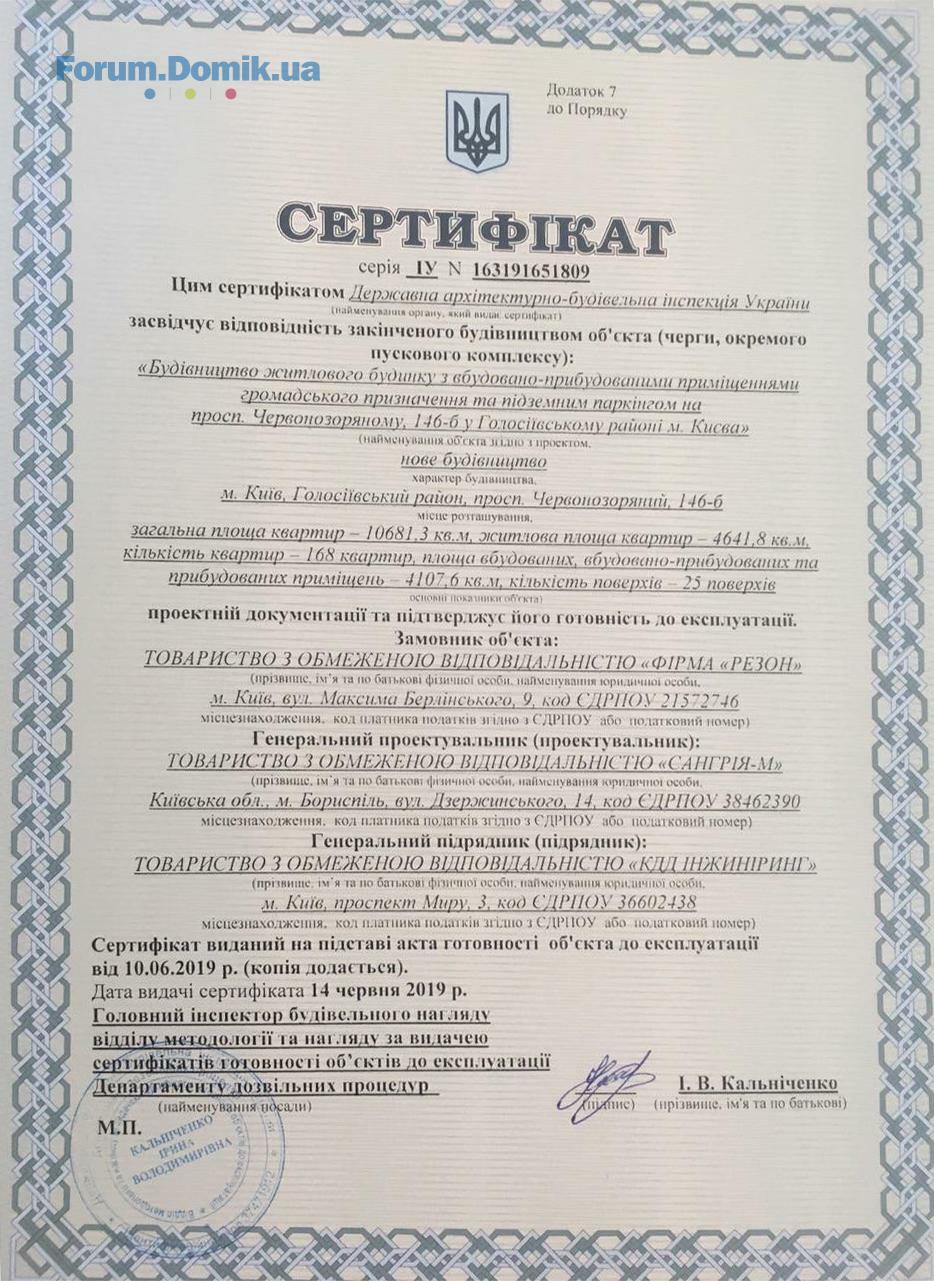 Forum.Domik.ua
Додаток 7
до Порядку
СЕРТИФІКАТ
серія ІУ N 163191651809
Цим сертифікатом Державна архітектурно-будівельна інспекція України
(найменування органу, який видає сертифікат)
засвідчує відповідність закінченого будівництвом об'єкта (черги, окремого
пускового комплексу):
«Будівництво житлового будинку з вбудовано-прибудованими приміщеннями
громадського призначення та підземним паркінгом на
просп. Червонозоряному, 146-б у Голосіївському районі м. Києва»
(найменування об'єкта згідно з проектом,
нове будівництво
характер будівництва,
м. Київ, Голосіївський район, просп. Червонозоряний, 146-б
місце розташування,
загальна площа квартир – 10681,3 кв.м, житлова площа квартир – 4641,8 кв.м,
кількість квартир – 168 квартир, площа вбудованих, вбудовано-прибудованих та
прибудованих приміщень – 4107,6 кв.м, кількість поверхів – 25 поверхів
основні показники об'єкта)
проектній документації та підтверджує його готовність до експлуатації.
Замовник об'єкта:
ТОВАРИСТВО З ОБМЕЖЕНОЮ ВІДПОВІДАЛЬНІСТЮ «ФІРМА «РЕЗОН»
(прізвище, ім'я та по батькові фізичної особи, найменування юридичної особи,
м. Київ, вул. Максима Берлінського, 9, код ЄДРПОУ 21572746
місцезнаходження, код платника податків згідно з ЄДРПОУ або податковий номер)
Генеральний проектувальник (проектувальник):
ТОВАРИСТВО З ОБМЕЖЕНОЮ ВІДПОВІДАЛЬНІСТЮ «САНГРІЯ-М»
(прізвище, ім'я та по батькові фізичної особи, найменування юридичної особи,
Київська обл., м. Бориспіль, вул. Дзержинського, 14, код ЄДРПОУ 38462390
місцезнаходження, код платника податків згідно з ЄДРПОУ або податковий номер)
Генеральний підрядник (підрядник):
ТОВАРИСТВО З ОБМЕЖЕНОЮ ВІДПОВІДАЛЬНІСТЮ «КДД ІНЖИНІРИНГ»
(прізвище, ім'я та по батькові фізичної особи, найменування юридичної особи,
м. Київ, проспект Миру, 3, код ЄДРПОУ 36602438
місцезнаходження, код платника податків згідно з ЄДРПОУ або податковий номер)
Сертифікат виданий на підставі акта готовності об'єкта до експлуатації
від 10.06.2019 р. (копія додається).
Дата видачі сертифіката 14 червня 2019 р.
Головний інспектор будівельного нагляду
відділу методології та нагляду за видачею
сертифікатів готовності об'єктів до експлуатації
Департаменту дозвільних процедур
(найменування посади)
(підпис)
І. В. Кальніченко
(прізвище, ім'я та по батькові)
М.П.
КАЛЬНІЧЕНКО
ІРИНА
ВОЛОДИМИРІВНА